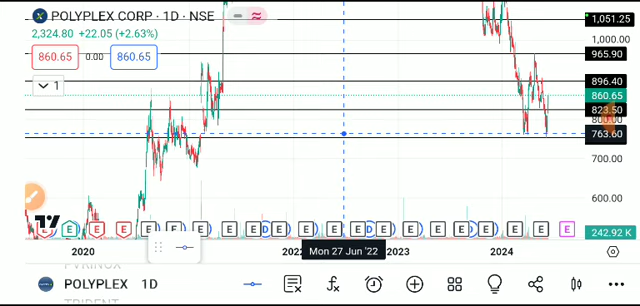 POLYPLEX CORP · 1D · NSE
2,324.80 +22.05 (+2.63%)
860.65 0.00 860.65
1
1,051.25
1,000.00
965.90
896.40
860.65
823.50
763.60
700.00
600.00
242.92 K
E E E E E E E E D E E E E D E E E E D E E E
2020 2022 Mon 27 Jun '22 2023 2024
POLYPLEX 1D
TRIDENT